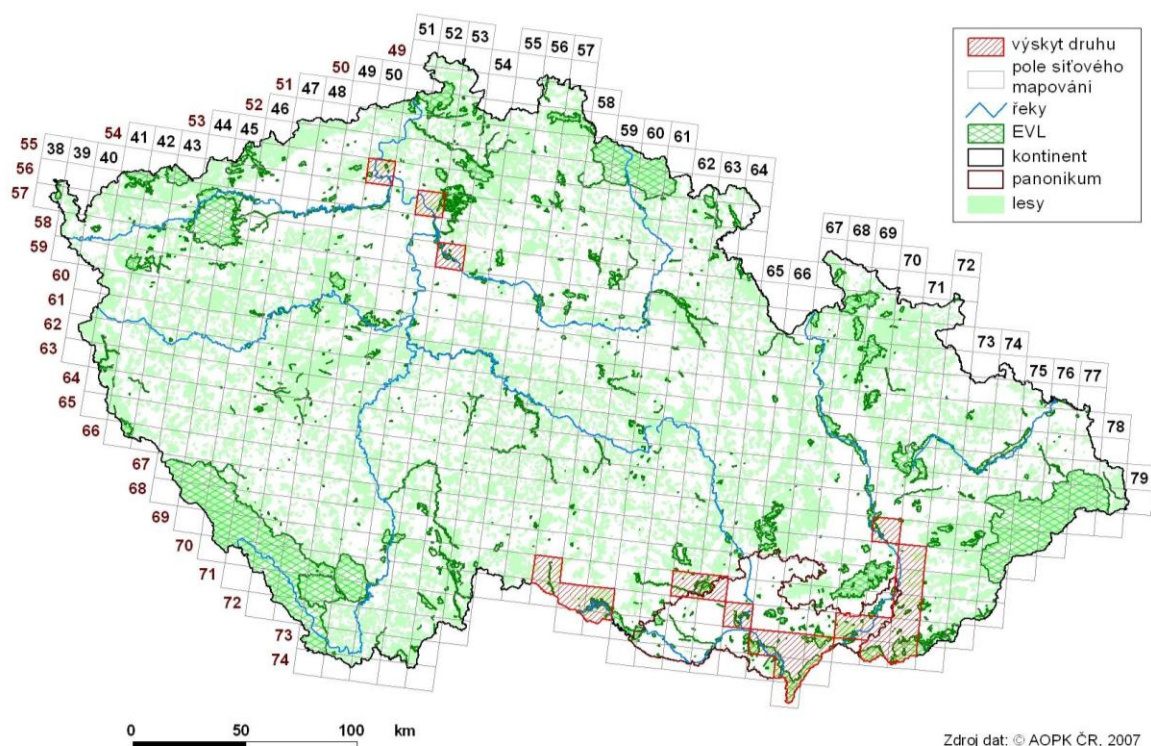 51 52 53
55 56 57
49
54
50 49 50
51 47 48
58
52 46
59 60 61
53 44 45
54 41 42 43
62 63 64
55 38 39 40
56
57
67 68 69
58
70
72
59
65 66
71
60
61
73 74
62
75 76 77
63
64
78
65
66
79
67
68
69
70
71
72
73
74
výskyt druhu
pole síťového
mapování
řeky
EVL
kontinent
panonikum
lesy
0 50 100 km
Zdroj dat: © AOPK ČR, 2007